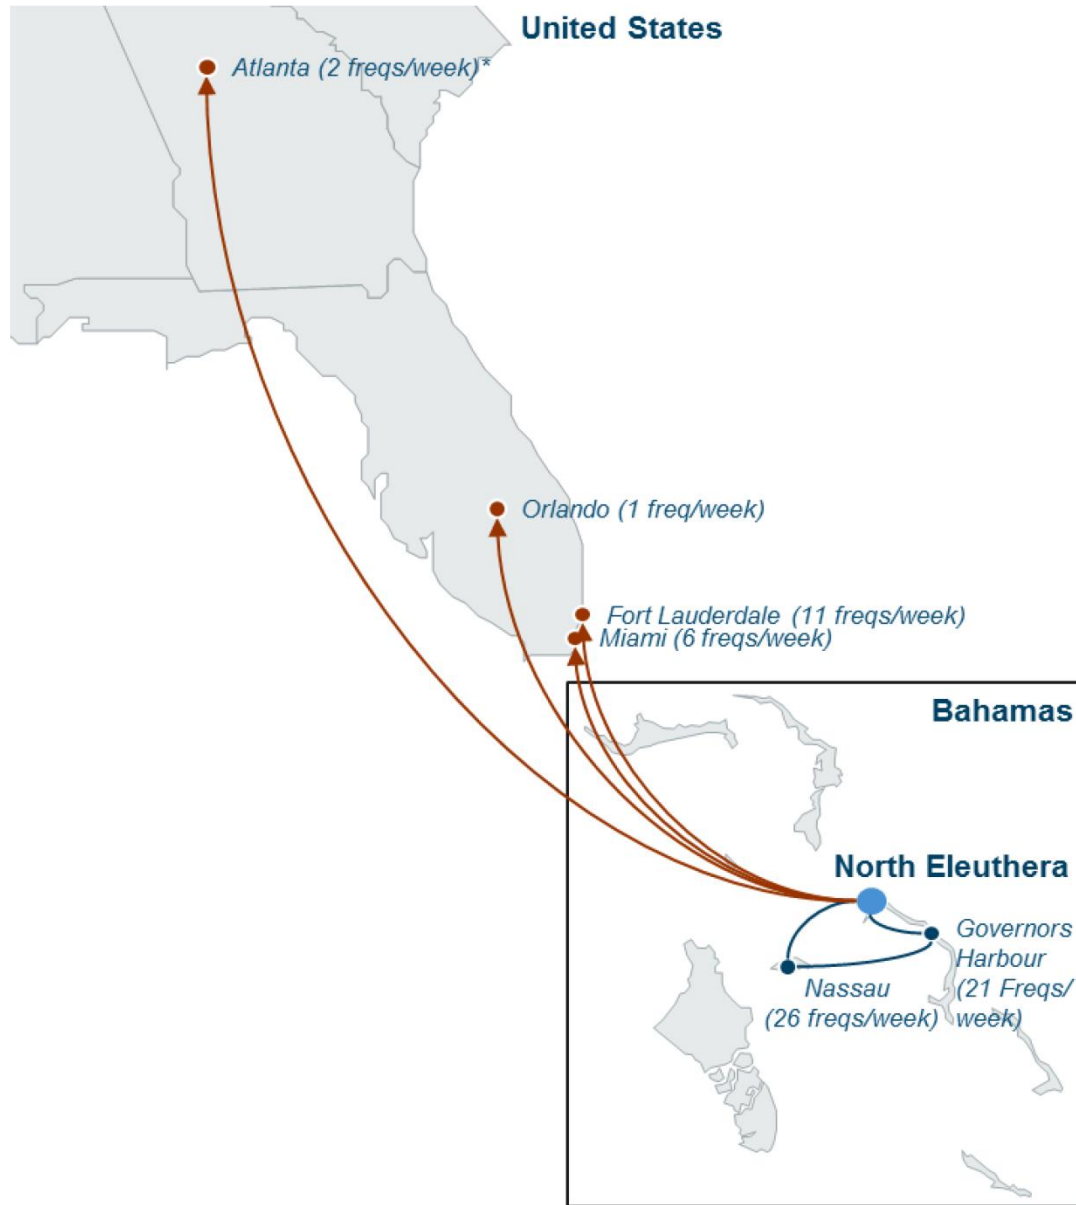 United States
Atlanta (2 freqs/week)*
Orlando (1 freq/week)
Fort Lauderdale (11 freqs/week)
Miami (6 freqs/week)
Bahamas
North Eleuthera
Governors
Harbour
(21 Freqs/
week)
Nassau
(26 freqs/week)